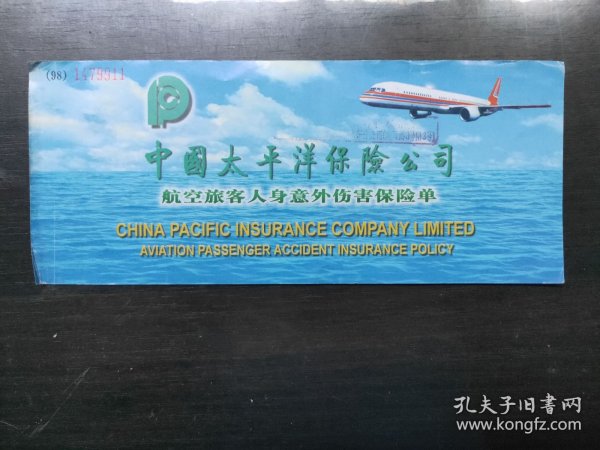 (98) 1479911
中國太平洋保險公司
航空旅客人身意外伤害保险单
CHINA PACIFIC INSURANCE COMPANY LIMITED
AVIATION PASSENGER ACCIDENT INSURANCE POLICY
孔夫子旧书网
www.kongfz.com